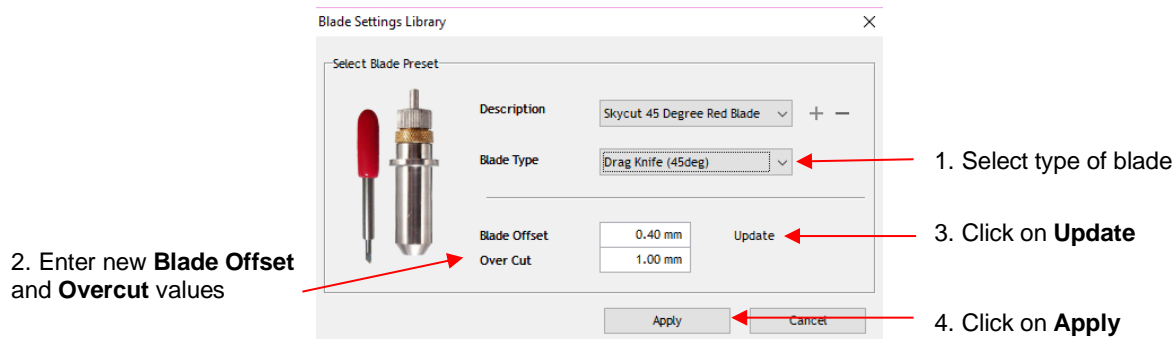 Blade Settings Library
Select Blade Preset
Description
Skycut 45 Degree Red Blade
Blade Type
Drag Knife (45deg)
1. Select type of blade
Blade Offset
0.40 mm
Update
3. Click on Update
Over Cut
1.00 mm
2. Enter new Blade Offset
and Overcut values
Apply
Cancel
4. Click on Apply